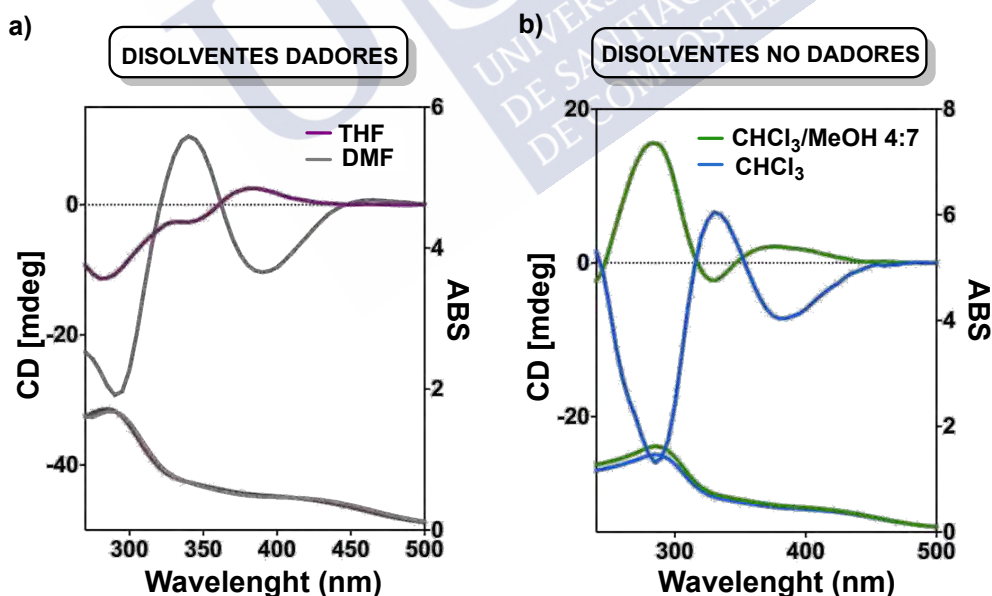 a)
DISOLVENTES DADORES
THF
DMF
CD [mdeg]
0
-20
-40
6
4
2
0
ABS
300 350 400 450 500
Wavelenght (nm)
b)
DISOLVENTES NO DADORES
CHCl₃/MeOH 4:7
CHCl₃
CD [mdeg]
20
0
-20
8
6
4
2
0
ABS
300 400 500
Wavelenght (nm)